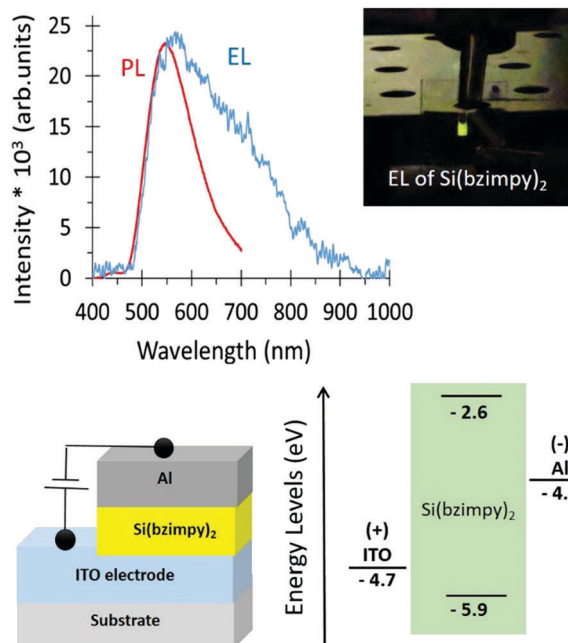 Intensity * 10³ (arb.units)
25
20
15
10
5
0
PL
EL
400 500 600 700 800 900 1000
Wavelength (nm)
EL of Si(bzimpy)₂
Al
Si(bzimpy)₂
ITO electrode
Substrate
Energy Levels (eV)
- 2.6
(-)
Al
- 4.
Si(bzimpy)₂
(+)
ITO
- 4.7
- 5.9